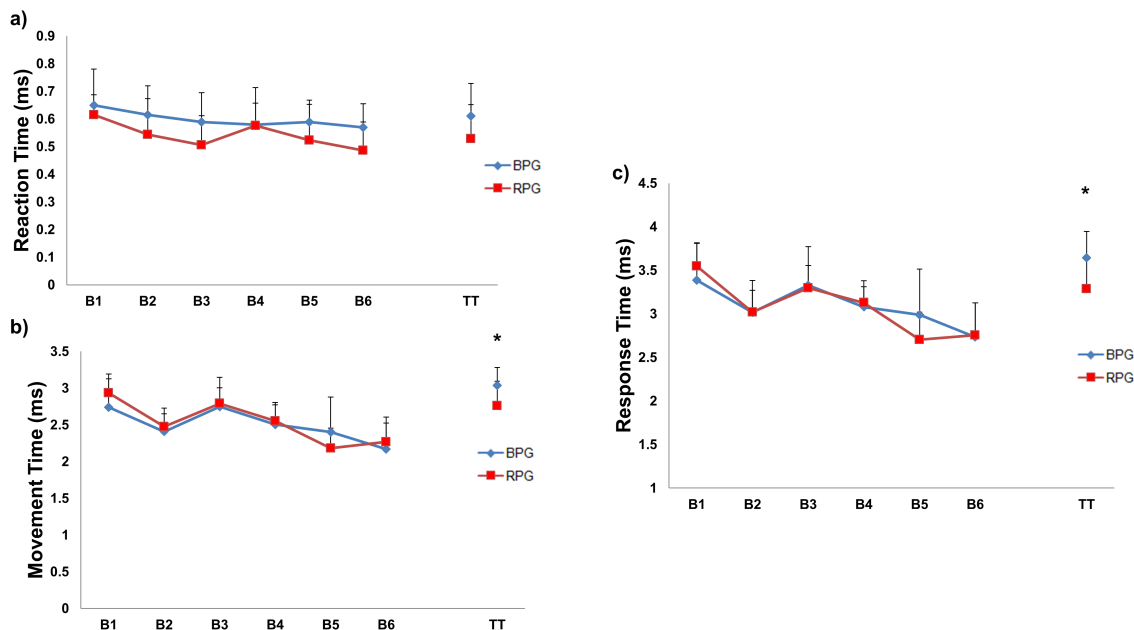 a)
Reaction Time (ms)
0.9
0.8
0.7
0.6
0.5
0.4
0.3
0.2
0.1
0
B1 B2 B3 B4 B5 B6 TT
BPG
RPG
b)
Movement Time (ms)
3.5
3
2.5
2
1.5
1
0.5
0
*
B1 B2 B3 B4 B5 B6 TT
BPG
RPG
c)
Response Time (ms)
4.5
4
3.5
3
2.5
2
1.5
1
*
B1 B2 B3 B4 B5 B6 TT
BPG
RPG